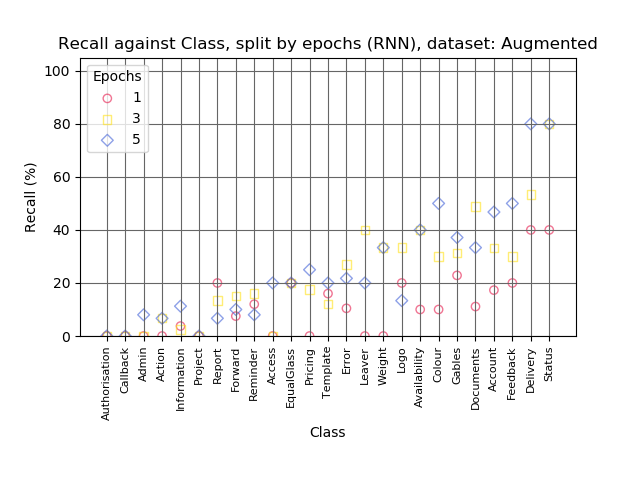 Recall against Class, split by epochs (RNN), dataset: Augmented
Recall (%)
100
80
60
40
20
0
Epochs
1
3
5
Authorisation
Callback
Admin
Action
Information
Project
Report
Forward
Reminder
Access
EqualGlass
Pricing
Template
Error
Leaver
Weight
Logo
Availability
Colour
Gables
Documents
Account
Feedback
Delivery
Status
Class